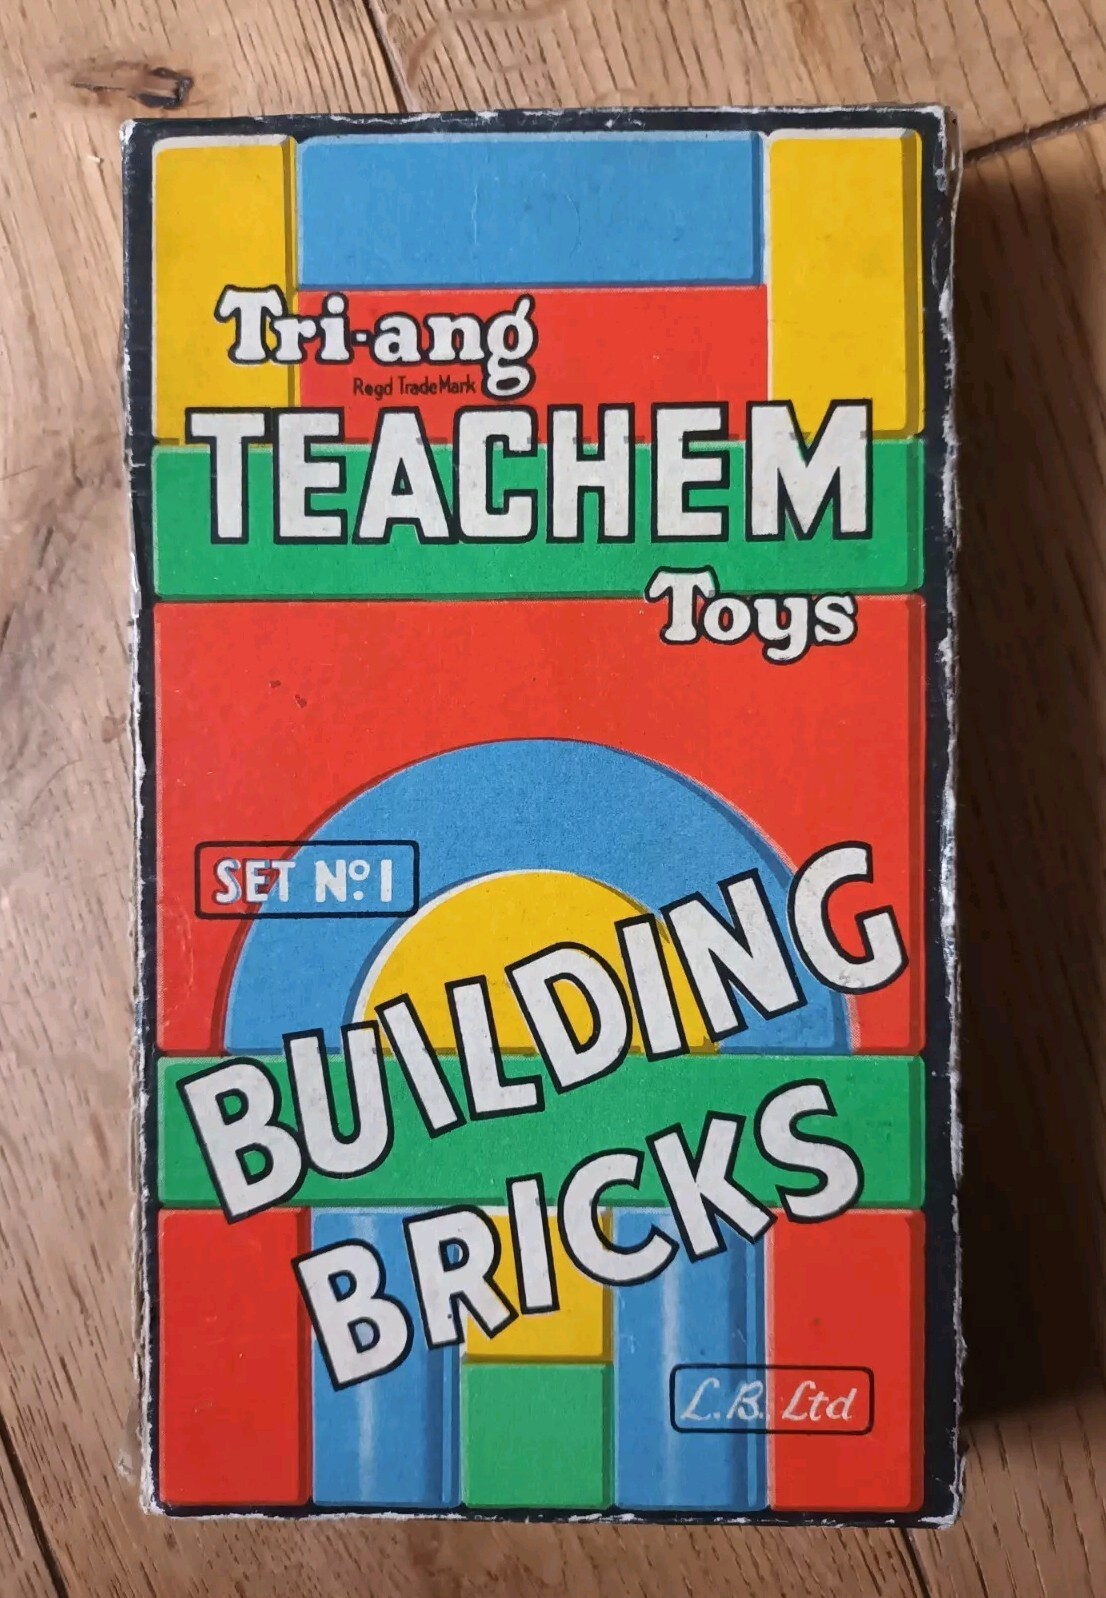 Tri-ang
Regd Trade Mark
TEACHEM
Toys
SET No. 1
BUILDING
BRICKS
L.B. Ltd